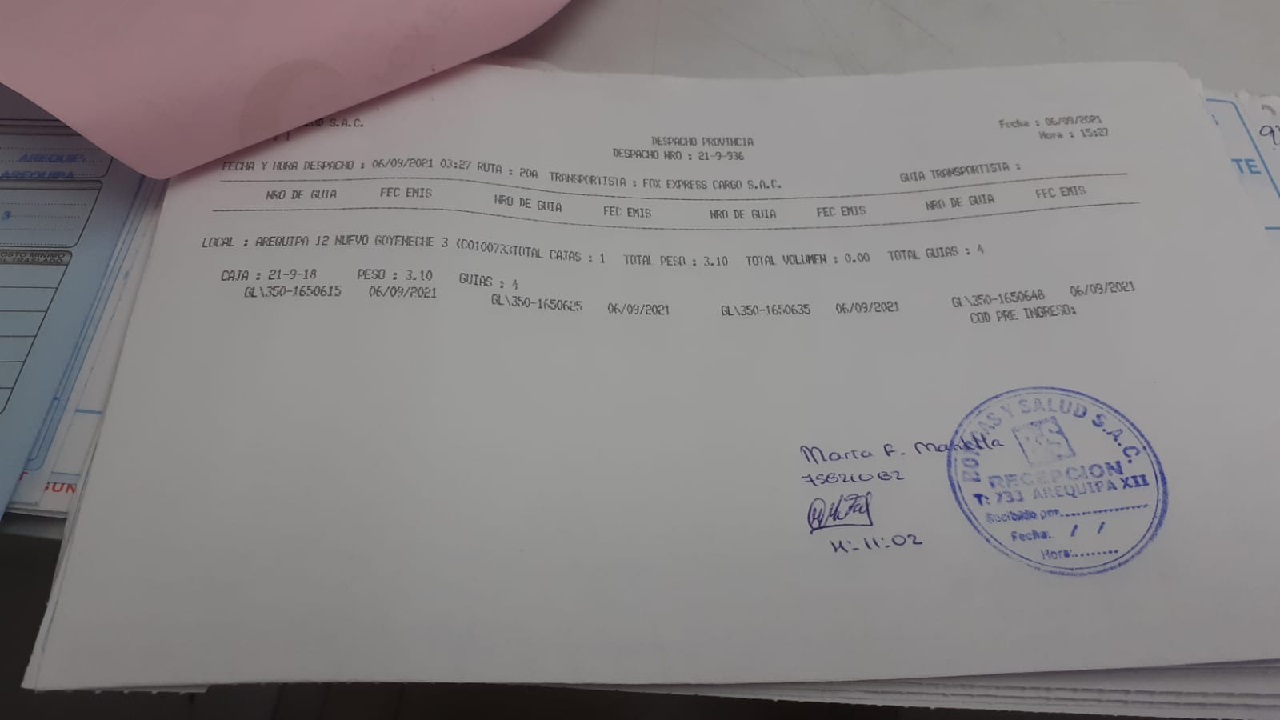 S.A.C.
Fecha : 06/09/2021
Hora : 15:27
DESPACHO PROVINCIA
DESPACHO NRO : 21-9-936
FECHA Y HORA DESPACHO : 06/09/2021 03:27 RUTA : 20A TRANSPORTISTA : FOX EXPRESS CARGO S.A.C. GUIA TRANSPORTISTA :
NRO DE GUIA FEC EMIS NRO DE GUIA FEC EMIS NRO DE GUIA FEC EMIS NRO DE GUIA FEC EMIS
LOCAL : AREQUIPA 12 NUEVO GOYENECHE 3 (C0100733TOTAL CAJAS : 1 TOTAL PESO : 3.10 TOTAL VOLUMEN : 0.00 TOTAL GUIAS : 4
CAJA : 21-9-18 PESO : 3.10 GUIAS : 4
GL\350-1650615 06/09/2021 GL\350-1650625 06/09/2021 GL\350-1650635 06/09/2021 GL\350-1650648 06/09/2021
COD PRE INGRESO:
Marta F.
H: 11:02
Y SALUD S.A.C.
RECEPCION
T: 733 AREQUIPA XII
Recibido por
Fecha: / /
Hora:
AREQUIPA
TE